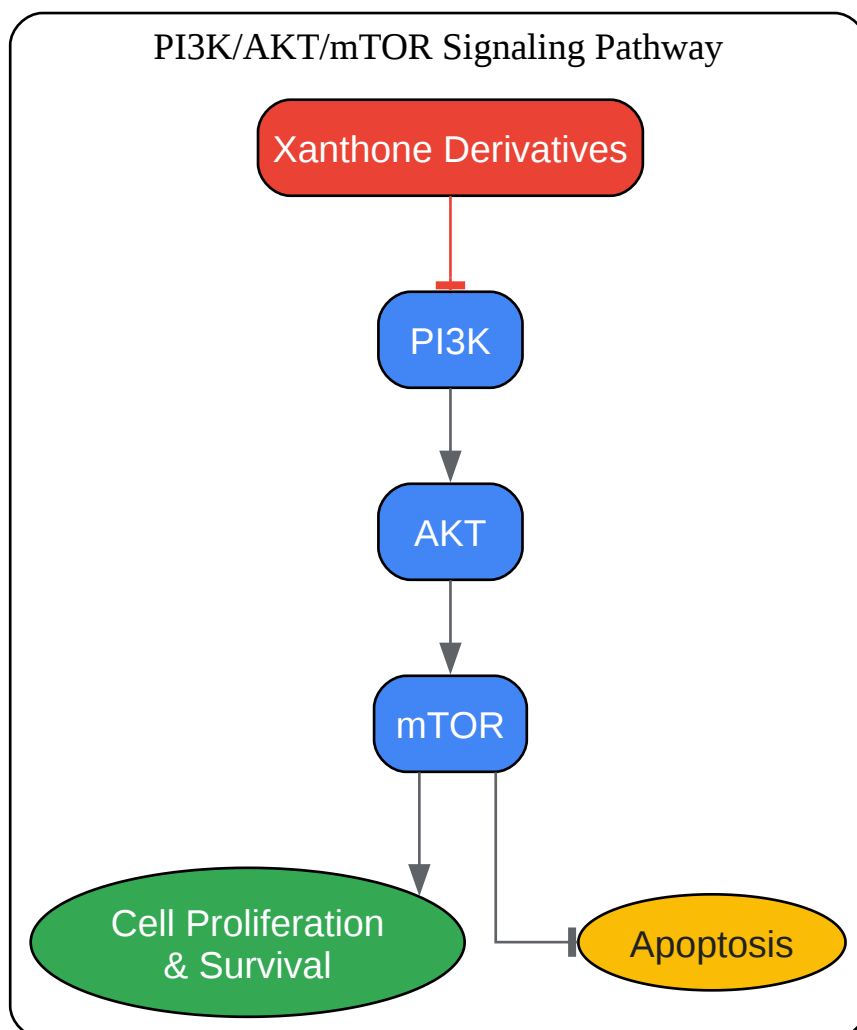 PI3K/AKT/mTOR Signaling Pathway
Xanthone Derivatives
PI3K
AKT
mTOR
Cell Proliferation
& Survival
Apoptosis